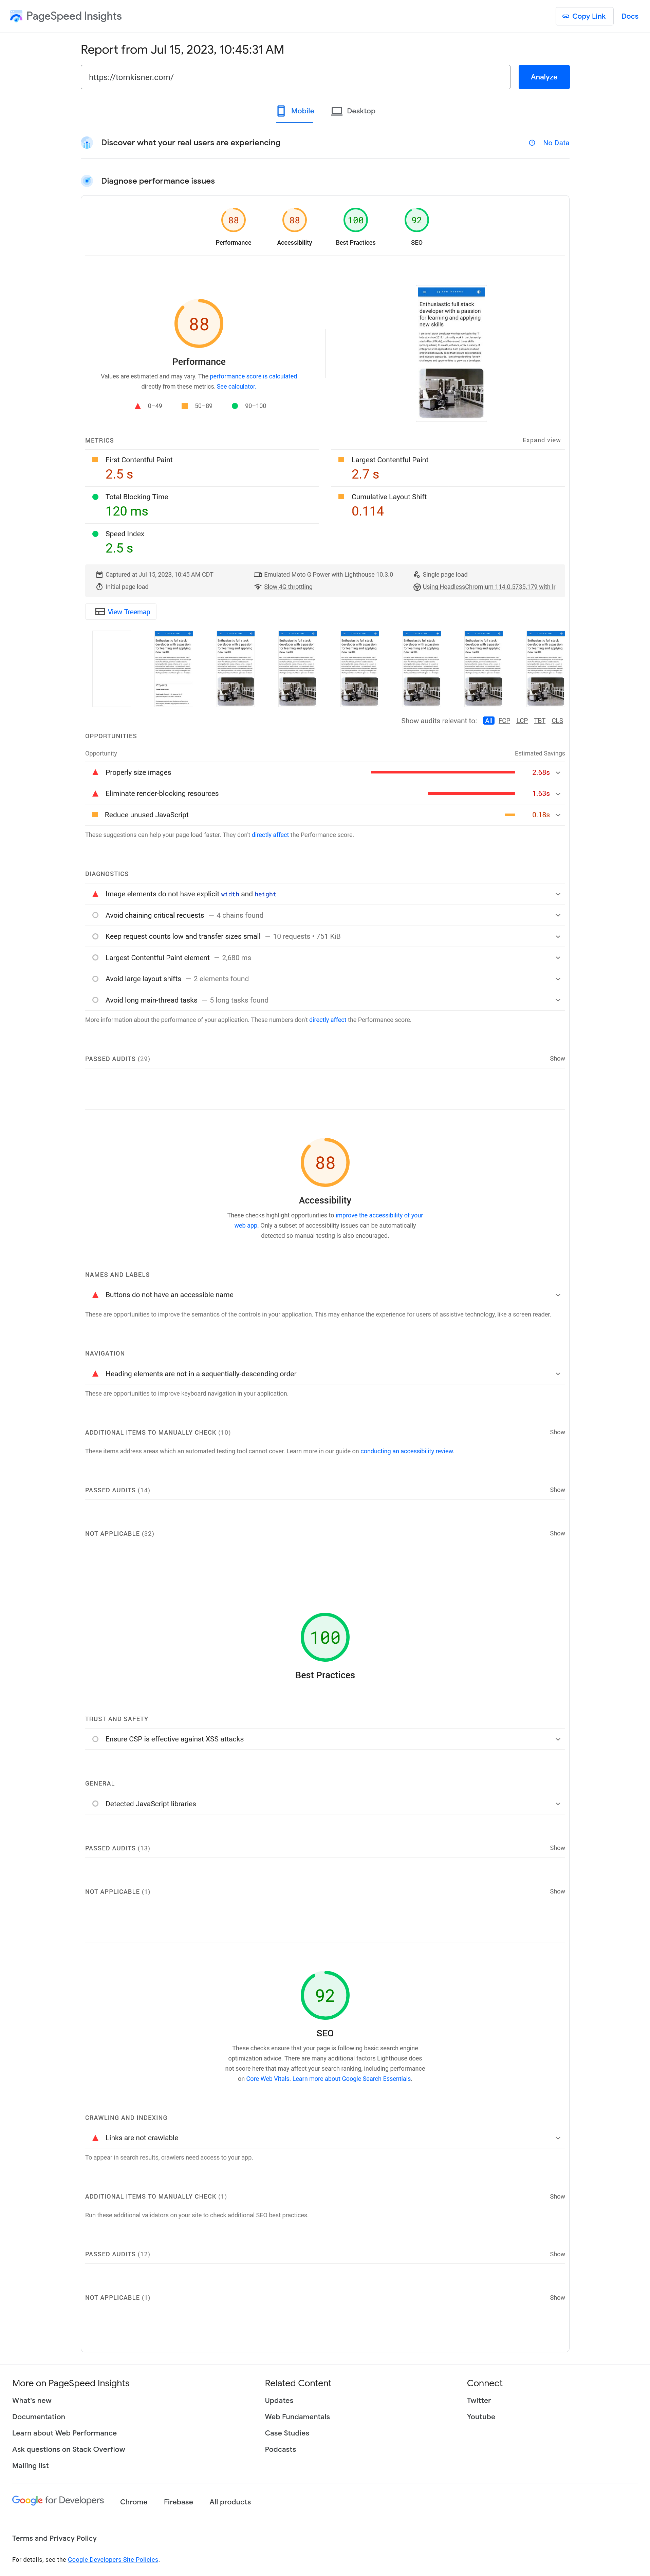 PageSpeed Insights
Copy Link
Docs
Report from Jul 15, 2023, 10:45:31 AM
https://tomkisner.com/
Analyze
Mobile
Desktop
Discover what your real users are experiencing
No Data
Diagnose performance issues
88
88
100
92
Performance
Accessibility
Best Practices
SEO
88
Performance
Values are estimated and may vary. The performance score is calculated
directly from these metrics. See calculator.
0–49
50–89
90–100
Enthusiastic full stack
developer with a passion
for learning and applying
new skills
METRICS
Expand view
First Contentful Paint
2.5 s
Largest Contentful Paint
2.7 s
Total Blocking Time
120 ms
Cumulative Layout Shift
0.114
Speed Index
2.5 s
Captured at Jul 15, 2023, 10:45 AM CDT
Emulated Moto G Power with Lighthouse 10.3.0
Single page load
Initial page load
Slow 4G throttling
Using HeadlessChromium 114.0.5735.179 with lr
View Treemap
Show audits relevant to: All FCP LCP TBT CLS
OPPORTUNITIES
Opportunity
Estimated Savings
Properly size images
2.68s
Eliminate render-blocking resources
1.63s
Reduce unused JavaScript
0.18s
These suggestions can help your page load faster. They don't directly affect the Performance score.
DIAGNOSTICS
Image elements do not have explicit width and height
Avoid chaining critical requests — 4 chains found
Keep request counts low and transfer sizes small — 10 requests • 751 KiB
Largest Contentful Paint element — 2,680 ms
Avoid large layout shifts — 2 elements found
Avoid long main-thread tasks — 5 long tasks found
More information about the performance of your application. These numbers don't directly affect the Performance score.
PASSED AUDITS (29)
Show
88
Accessibility
These checks highlight opportunities to improve the accessibility of your
web app. Only a subset of accessibility issues can be automatically
detected so manual testing is also encouraged.
NAMES AND LABELS
Buttons do not have an accessible name
These are opportunities to improve the semantics of the controls in your application. This may enhance the experience for users of assistive technology, like a screen reader.
NAVIGATION
Heading elements are not in a sequentially-descending order
These are opportunities to improve keyboard navigation in your application.
ADDITIONAL ITEMS TO MANUALLY CHECK (10)
Show
These items address areas which an automated testing tool cannot cover. Learn more in our guide on conducting an accessibility review.
PASSED AUDITS (14)
Show
NOT APPLICABLE (32)
Show
100
Best Practices
TRUST AND SAFETY
Ensure CSP is effective against XSS attacks
GENERAL
Detected JavaScript libraries
PASSED AUDITS (13)
Show
NOT APPLICABLE (1)
Show
92
SEO
These checks ensure that your page is following basic search engine
optimization advice. There are many additional factors Lighthouse does
not score here that may affect your search ranking, including performance
on Core Web Vitals. Learn more about Google Search Essentials.
CRAWLING AND INDEXING
Links are not crawlable
To appear in search results, crawlers need access to your app.
ADDITIONAL ITEMS TO MANUALLY CHECK (1)
Show
Run these additional validators on your site to check additional SEO best practices.
PASSED AUDITS (12)
Show
NOT APPLICABLE (1)
Show
More on PageSpeed Insights
What's new
Documentation
Learn about Web Performance
Ask questions on Stack Overflow
Mailing list
Related Content
Updates
Web Fundamentals
Case Studies
Podcasts
Connect
Twitter
Youtube
Google for Developers
Chrome
Firebase
All products
Terms and Privacy Policy
For details, see the Google Developers Site Policies.